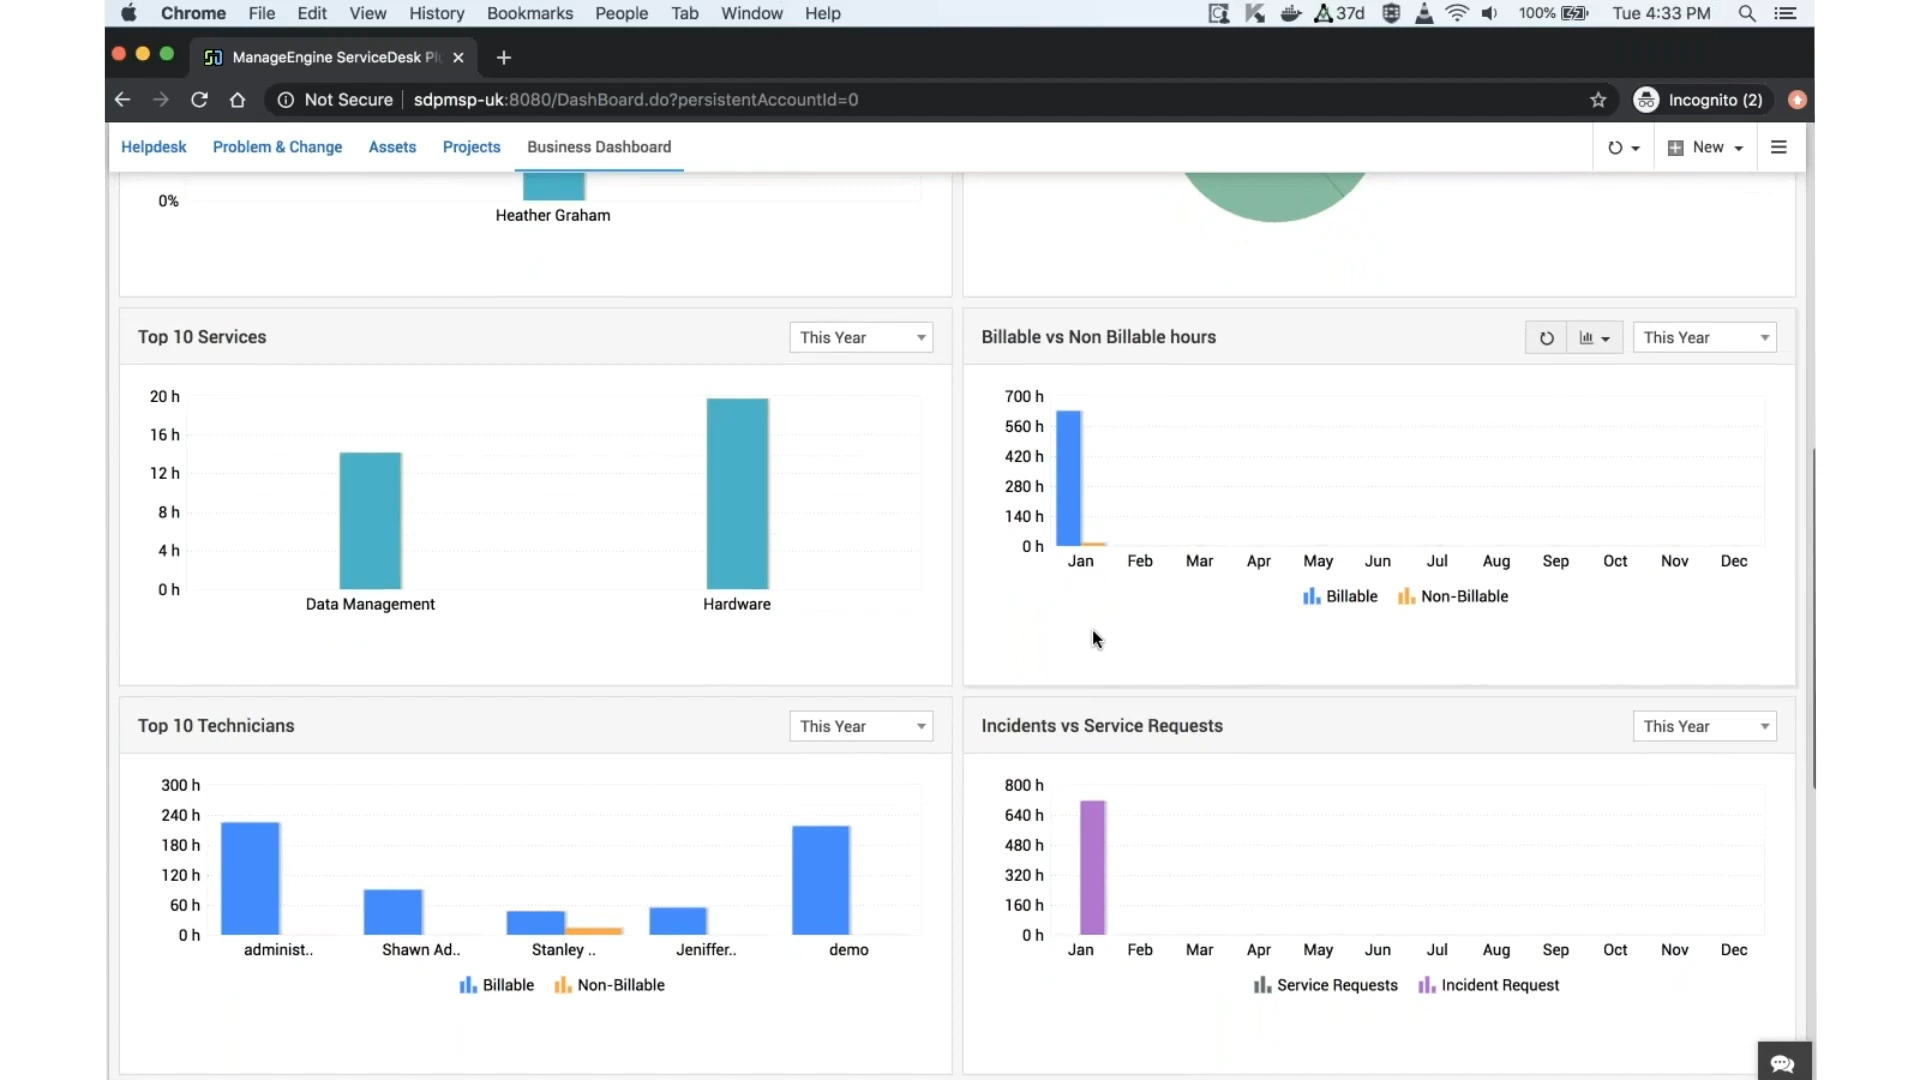 Chrome File Edit View History Bookmarks People Tab Window Help 37d 100% Tue 4:33 PM
ManageEngine ServiceDesk Pl
Not Secure sdpmsp-uk:8080/DashBoard.do?persistentAccountId=0 Incognito (2)
Helpdesk Problem & Change Assets Projects Business Dashboard New
0%
Heather Graham
Top 10 Services This Year
20 h
16 h
12 h
8 h
4 h
0 h
Data Management Hardware
Billable vs Non Billable hours This Year
700 h
560 h
420 h
280 h
140 h
0 h
Jan Feb Mar Apr May Jun Jul Aug Sep Oct Nov Dec
Billable Non-Billable
Top 10 Technicians This Year
300 h
240 h
180 h
120 h
60 h
0 h
administ.. Shawn Ad.. Stanley .. Jeniffer.. demo
Billable Non-Billable
Incidents vs Service Requests This Year
800 h
640 h
480 h
320 h
160 h
0 h
Jan Feb Mar Apr May Jun Jul Aug Sep Oct Nov Dec
Service Requests Incident Request